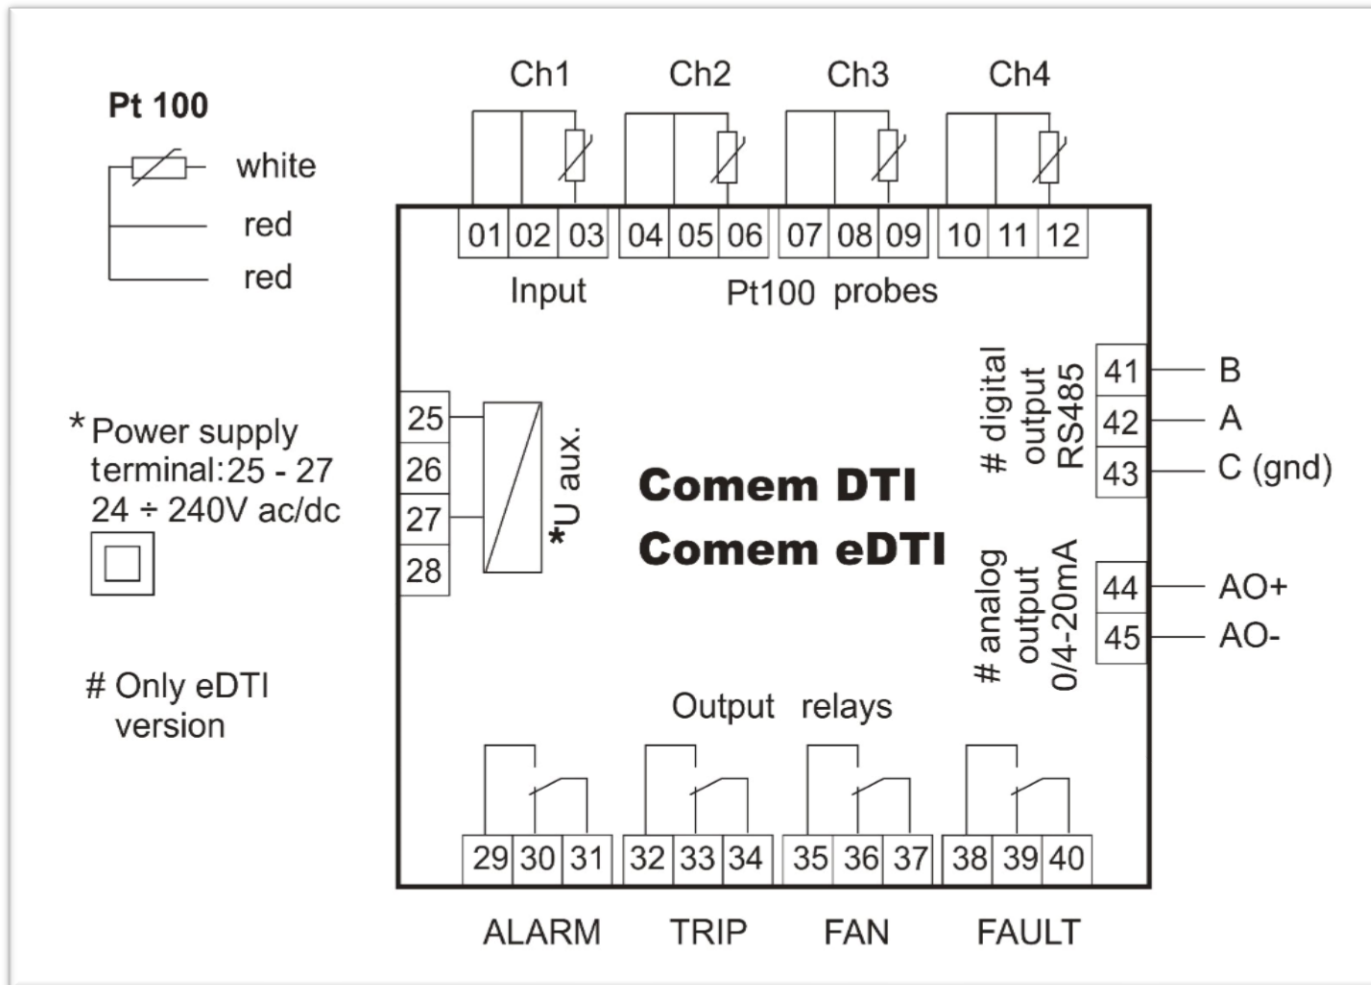 Ch1 Ch2 Ch3 Ch4
Pt 100
white
red
red
01 02 03 04 05 06 07 08 09 10 11 12
Input Pt100 probes
* Power supply
terminal:25 - 27
24 ÷ 240V ac/dc
# Only eDTI
version
25
26
27
28
*U aux.
Comem DTI
Comem eDTI
# digital
output
RS485
41 B
42 A
43 C (gnd)
# analog
output
0/4-20mA
44 AO+
45 AO-
Output relays
29 30 31 32 33 34 35 36 37 38 39 40
ALARM TRIP FAN FAULT